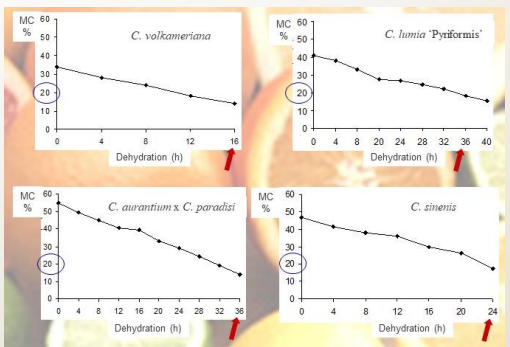 MC
%
60
50
40
30
20
10
0
C. volkameriana
0 4 8 12 16
Dehydration (h)
MC
%
60
50
40
30
20
10
0
C. lumia ‘Pyriformis’
0 4 8 20 24 28 32 36 40
Dehydration (h)
MC
%
60
50
40
30
20
10
0
C. aurantium x C. paradisi
0 4 8 12 16 20 24 28 32 36
Dehydration (h)
MC
%
60
50
40
30
20
10
0
C. sinenis
0 4 8 12 16 20 24
Dehydration (h)